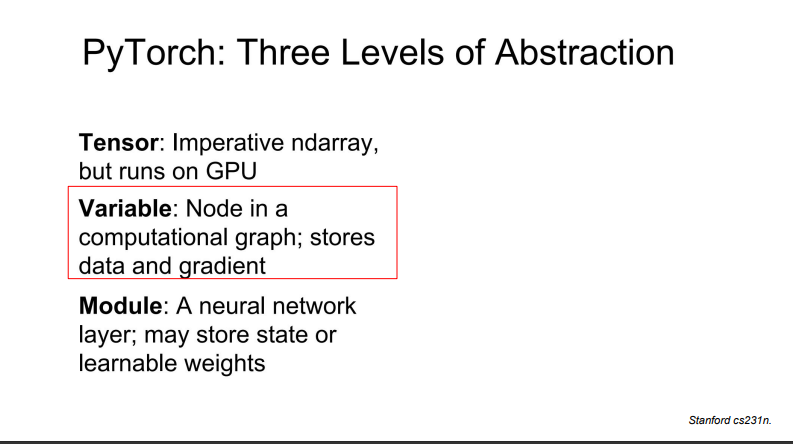 PyTorch: Three Levels of Abstraction
Tensor: Imperative ndarray,
but runs on GPU
Variable: Node in a
computational graph; stores
data and gradient
Module: A neural network
layer; may store state or
learnable weights
Stanford cs231n.